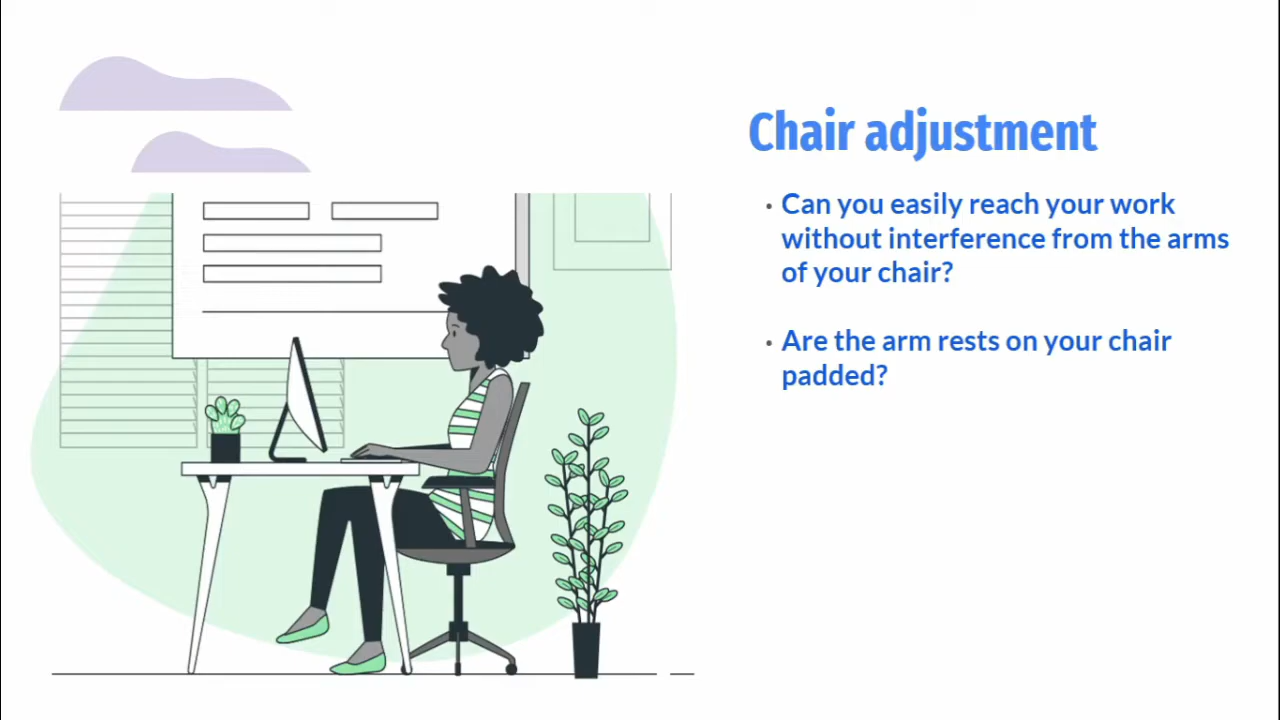 Chair adjustment
• Can you easily reach your work
without interference from the arms
of your chair?
• Are the arm rests on your chair
padded?